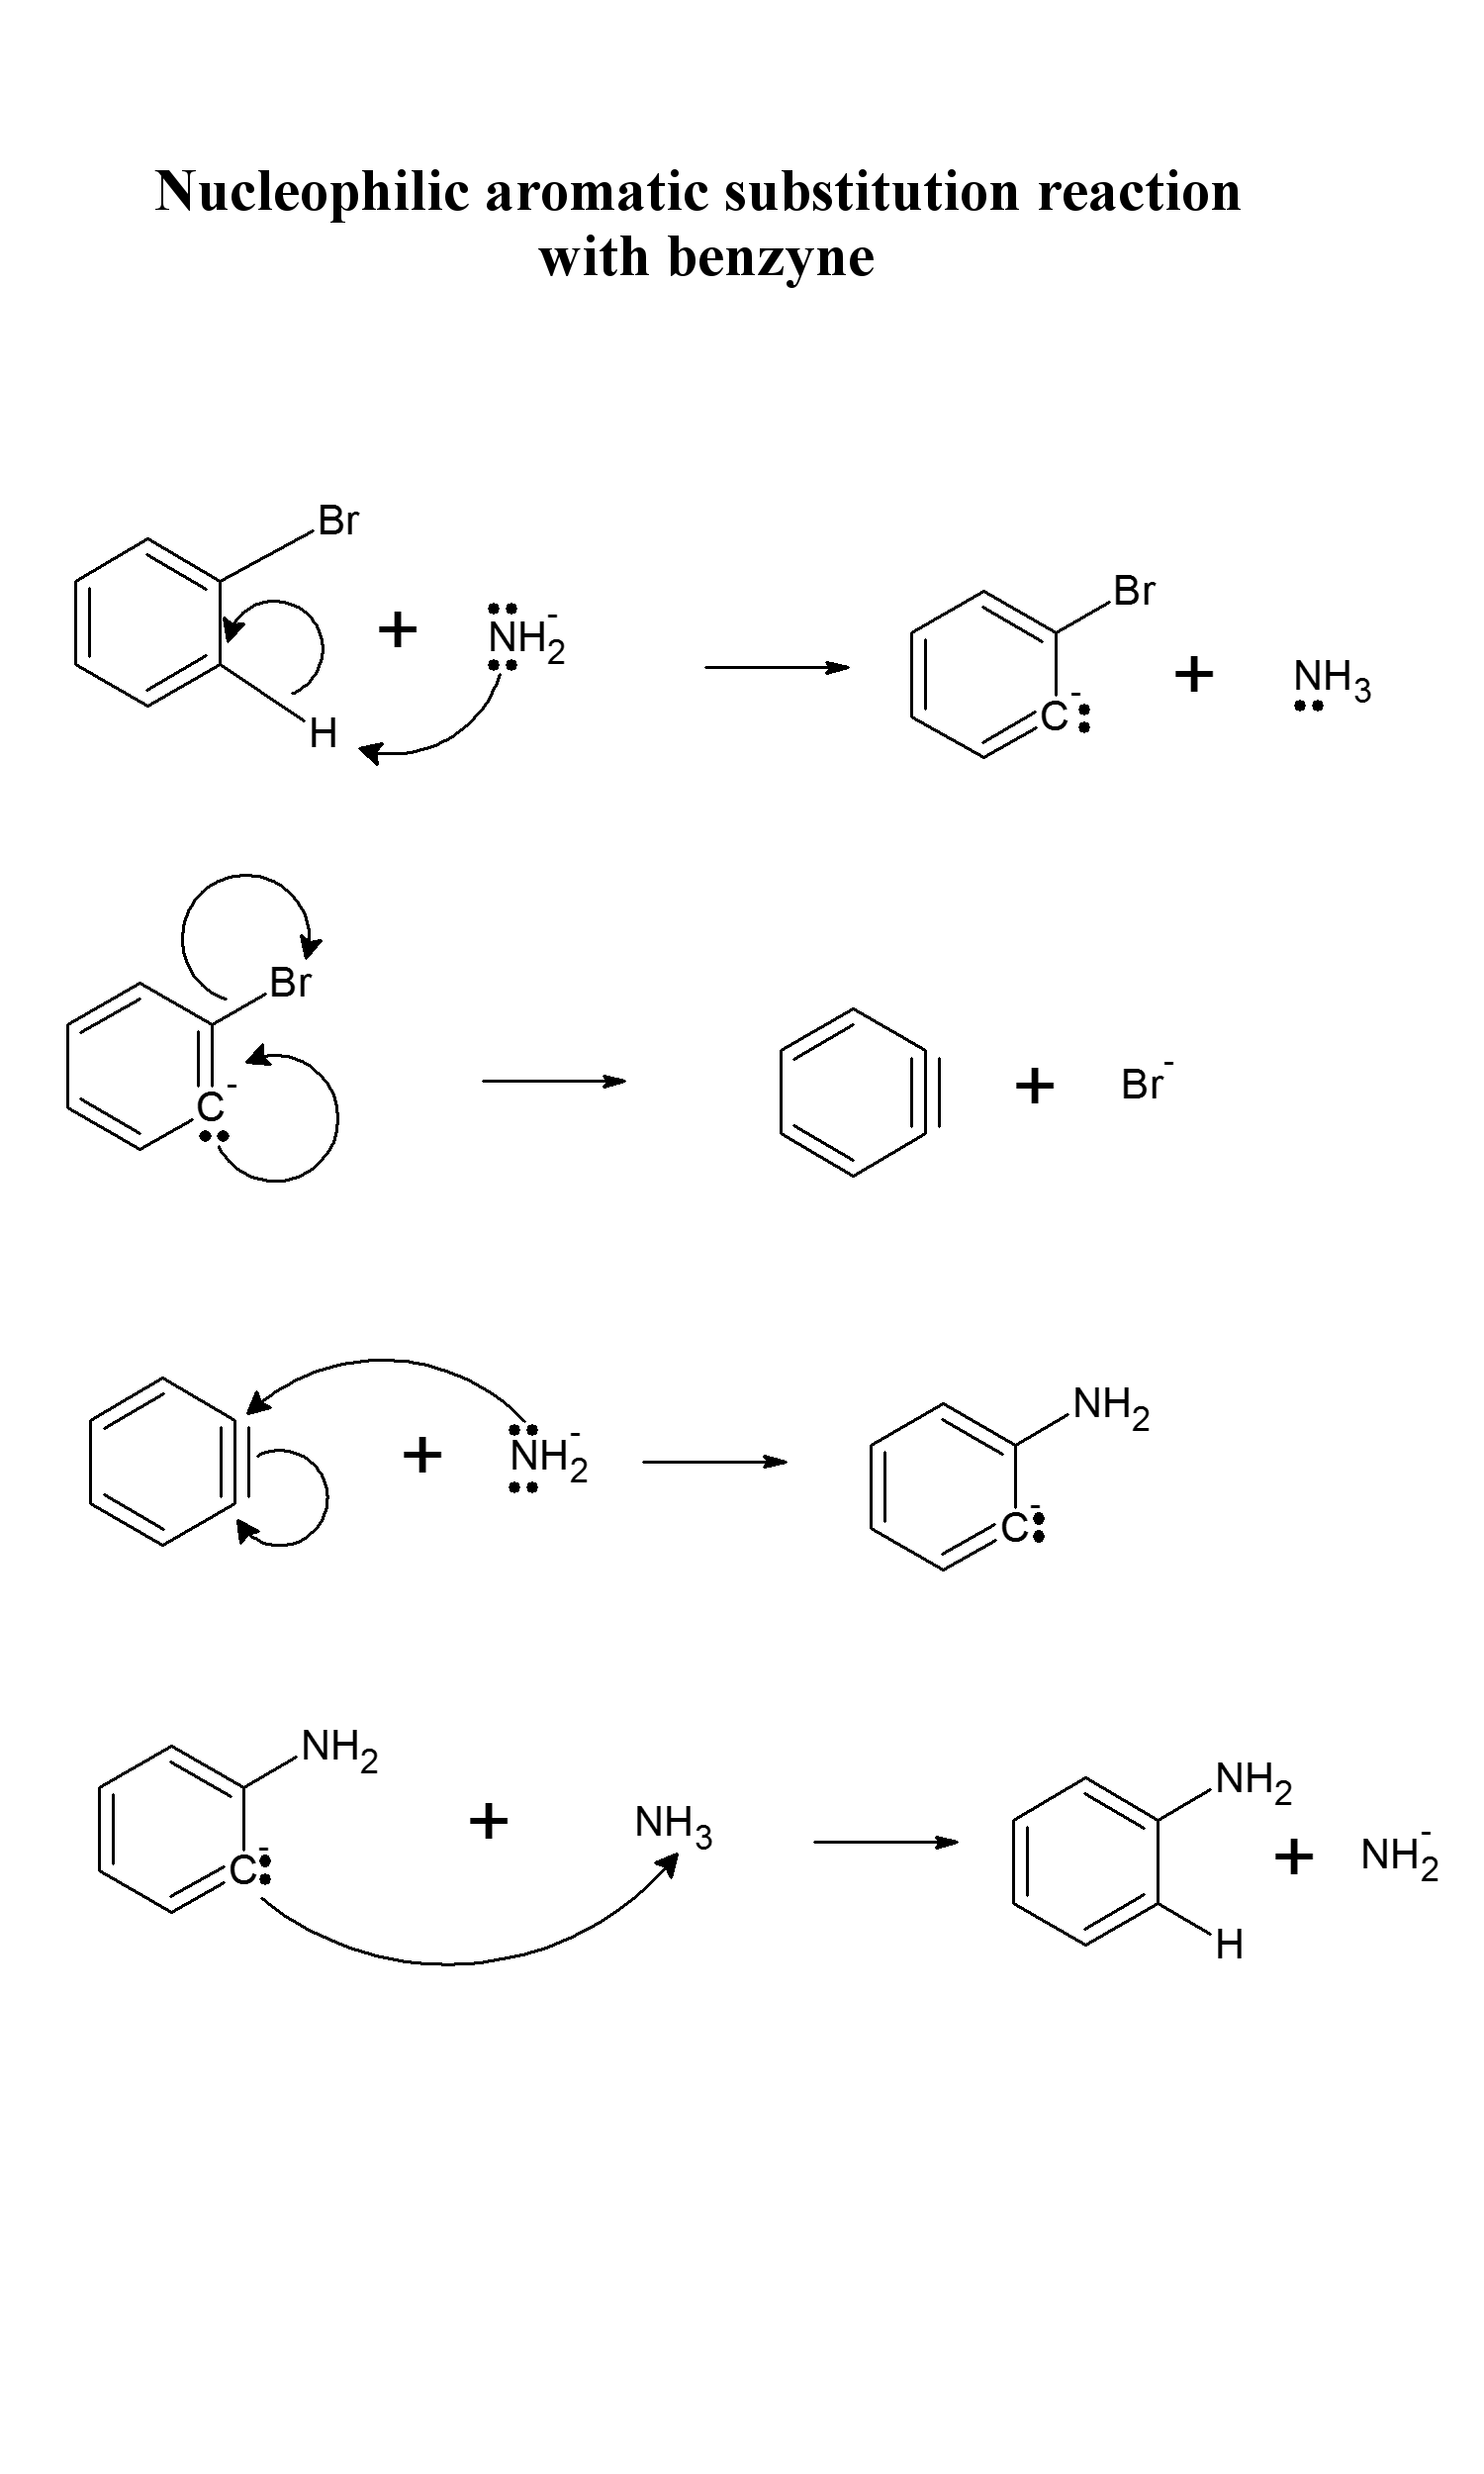 Nucleophilic aromatic substitution reaction
with benzyne
Br
H
+
NH2-
Br
C-
+
NH3
Br
C-
+
Br-
+
NH2-
NH2
C-
NH2
C-
+
NH3
NH2
H
+
NH2-